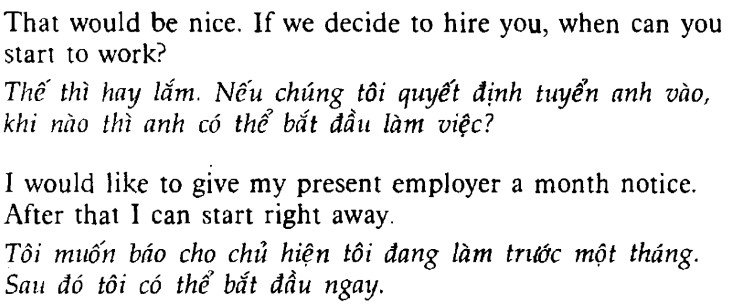 That would be nice. If we decide to hire you, when can you
start to work?
Thế thì hay lắm. Nếu chúng tôi quyết định tuyển anh vào,
khi nào thì anh có thể bắt đầu làm việc?
I would like to give my present employer a month notice.
After that I can start right away.
Tôi muốn báo cho chủ hiện tôi đang làm trước một tháng.
Sau đó tôi có thể bắt đầu ngay.